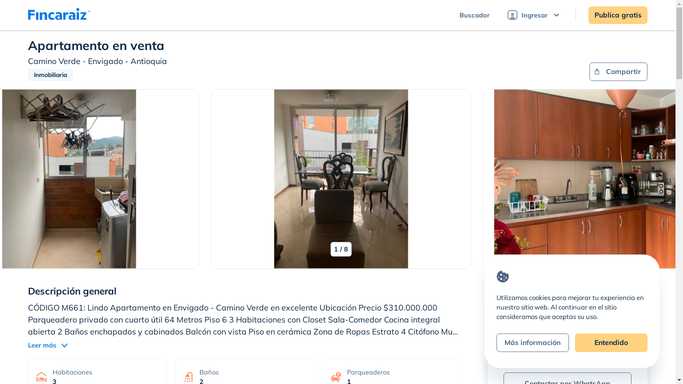 Fincaraiz
Buscador
Ingresar
Publica gratis
Apartamento en venta
Camino Verde - Envigado - Antioquia
Inmobiliaria
Compartir
1 / 8
Descripción general
CÓDIGO M661: Lindo Apartamento en Envigado - Camino Verde en excelente Ubicación Precio $310.000.000
Parqueadero privado con cuarto útil 64 Metros Piso 6 3 Habitaciones con Closet Sala-Comedor Cocina integral
abierta 2 Baños enchapados y cabinados Balcón con vista Piso en cerámica Zona de Ropas Estrato 4 Citófono Mu...
Leer más
Habitaciones
3
Baños
2
Parqueaderos
1
Utilizamos cookies para mejorar tu experiencia en
nuestro sitio web. Al continuar en el sitio
consideramos que aceptas su uso.
Más información
Entendido
Contactar por WhatsApp